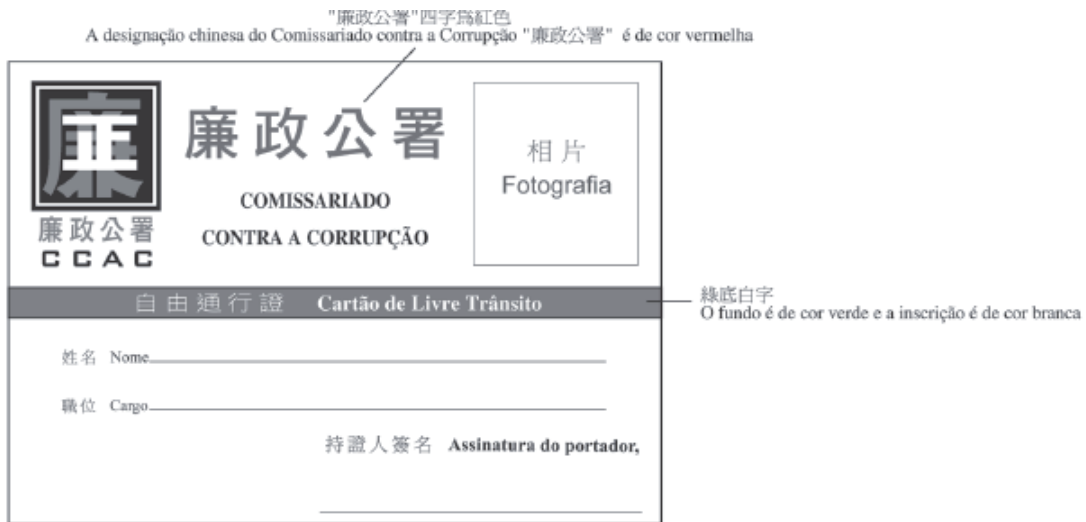 "廉政公署"四字爲紅色
A designação chinesa do Comissariado contra a Corrupção "廉政公署" é de cor vermelha
廉政公署
COMISSARIADO
CONTRA A CORRUPÇÃO
廉政公署
CCAC
相片
Fotografia
自由通行證 Cartão de Livre Trânsito
綠底白字
O fundo é de cor verde e a inscrição é de cor branca
姓名 Nome
職位 Cargo
持證人簽名 Assinatura do portador,